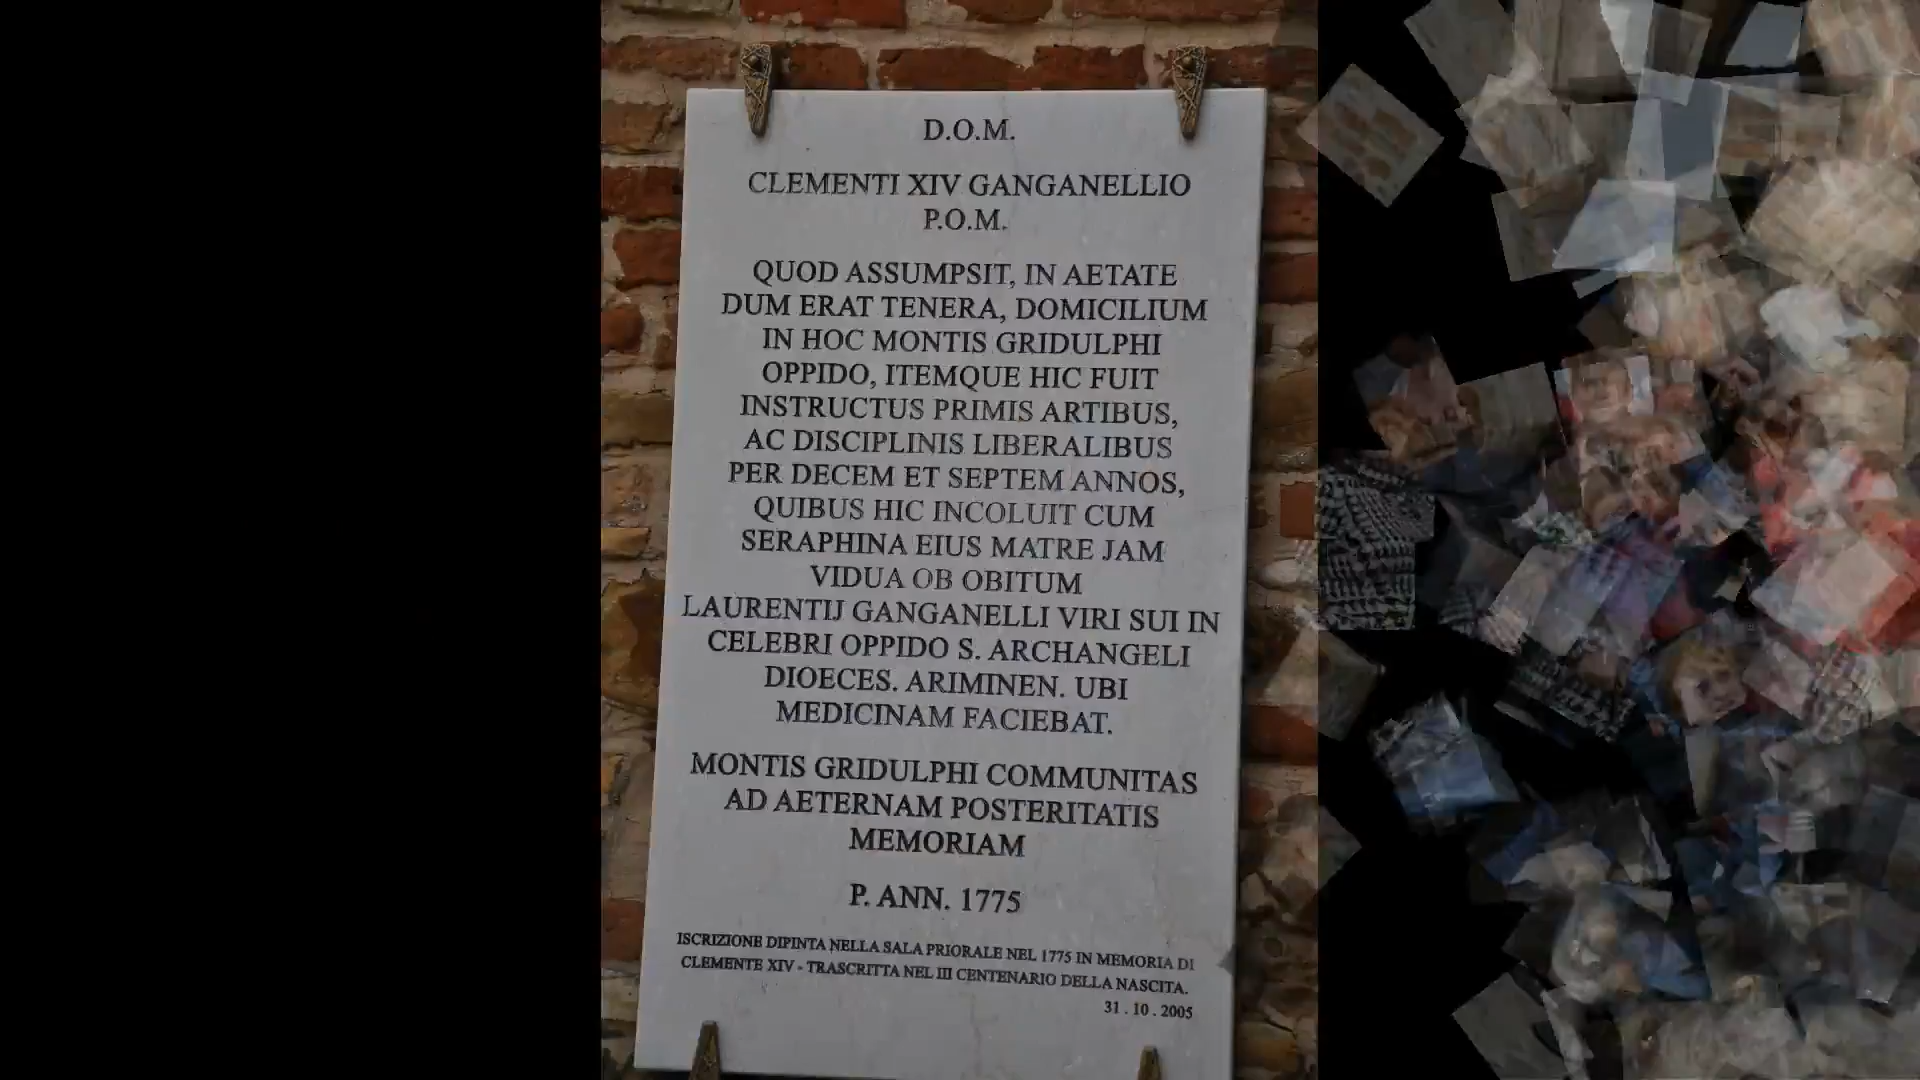 D.O.M.
CLEMENTI XIV GANGANELLIO
P.O.M.
QUOD ASSUMPSIT, IN AETATE
DUM ERAT TENERA, DOMICILIUM
IN HOC MONTIS GRIDULPHI
OPPIDO, ITEMQUE HIC FUIT
INSTRUCTUS PRIMIS ARTIBUS,
AC DISCIPLINIS LIBERALIBUS
PER DECEM ET SEPTEM ANNOS,
QUIBUS HIC INCOLUIT CUM
SERAPHINA EIUS MATRE JAM
VIDUA OB OBITUM
LAURENTIJ GANGANELLI VIRI SUI IN
CELEBRI OPPIDO S. ARCHANGELI
DIOECES. ARIMINEN. UBI
MEDICINAM FACIEBAT.
MONTIS GRIDULPHI COMMUNITAS
AD AETERNAM POSTERITATIS
MEMORIAM
P. ANN. 1775
ISCRIZIONE DIPINTA NELLA SALA PRIORALE NEL 1775 IN MEMORIA DI
CLEMENTE XIV - TRASCRITTA NEL III CENTENARIO DELLA NASCITA.
31 . 10 . 2005